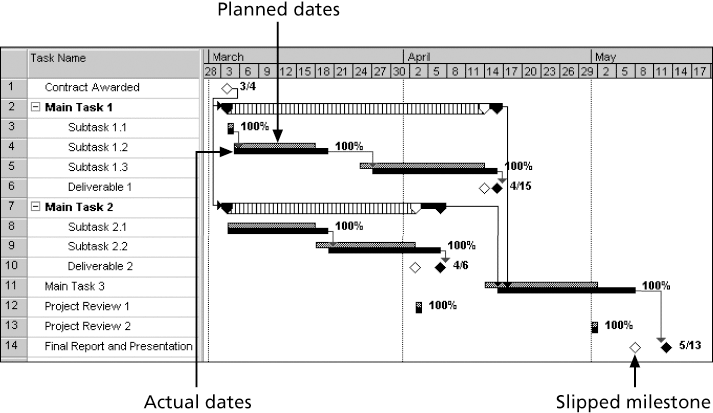 Planned dates
Task Name March April May
28 3 6 9 12 15 18 21 24 27 30 2 5 8 11 14 17 20 23 26 29 2 5 8 11 14 17
1 Contract Awarded 3/4
2 Main Task 1
3 Subtask 1.1 100%
4 Subtask 1.2 100%
5 Subtask 1.3 100%
6 Deliverable 1 4/15
7 Main Task 2
8 Subtask 2.1 100%
9 Subtask 2.2 100%
10 Deliverable 2 4/6
11 Main Task 3 100%
12 Project Review 1 100%
13 Project Review 2 100%
14 Final Report and Presentation 5/13
Actual dates Slipped milestone